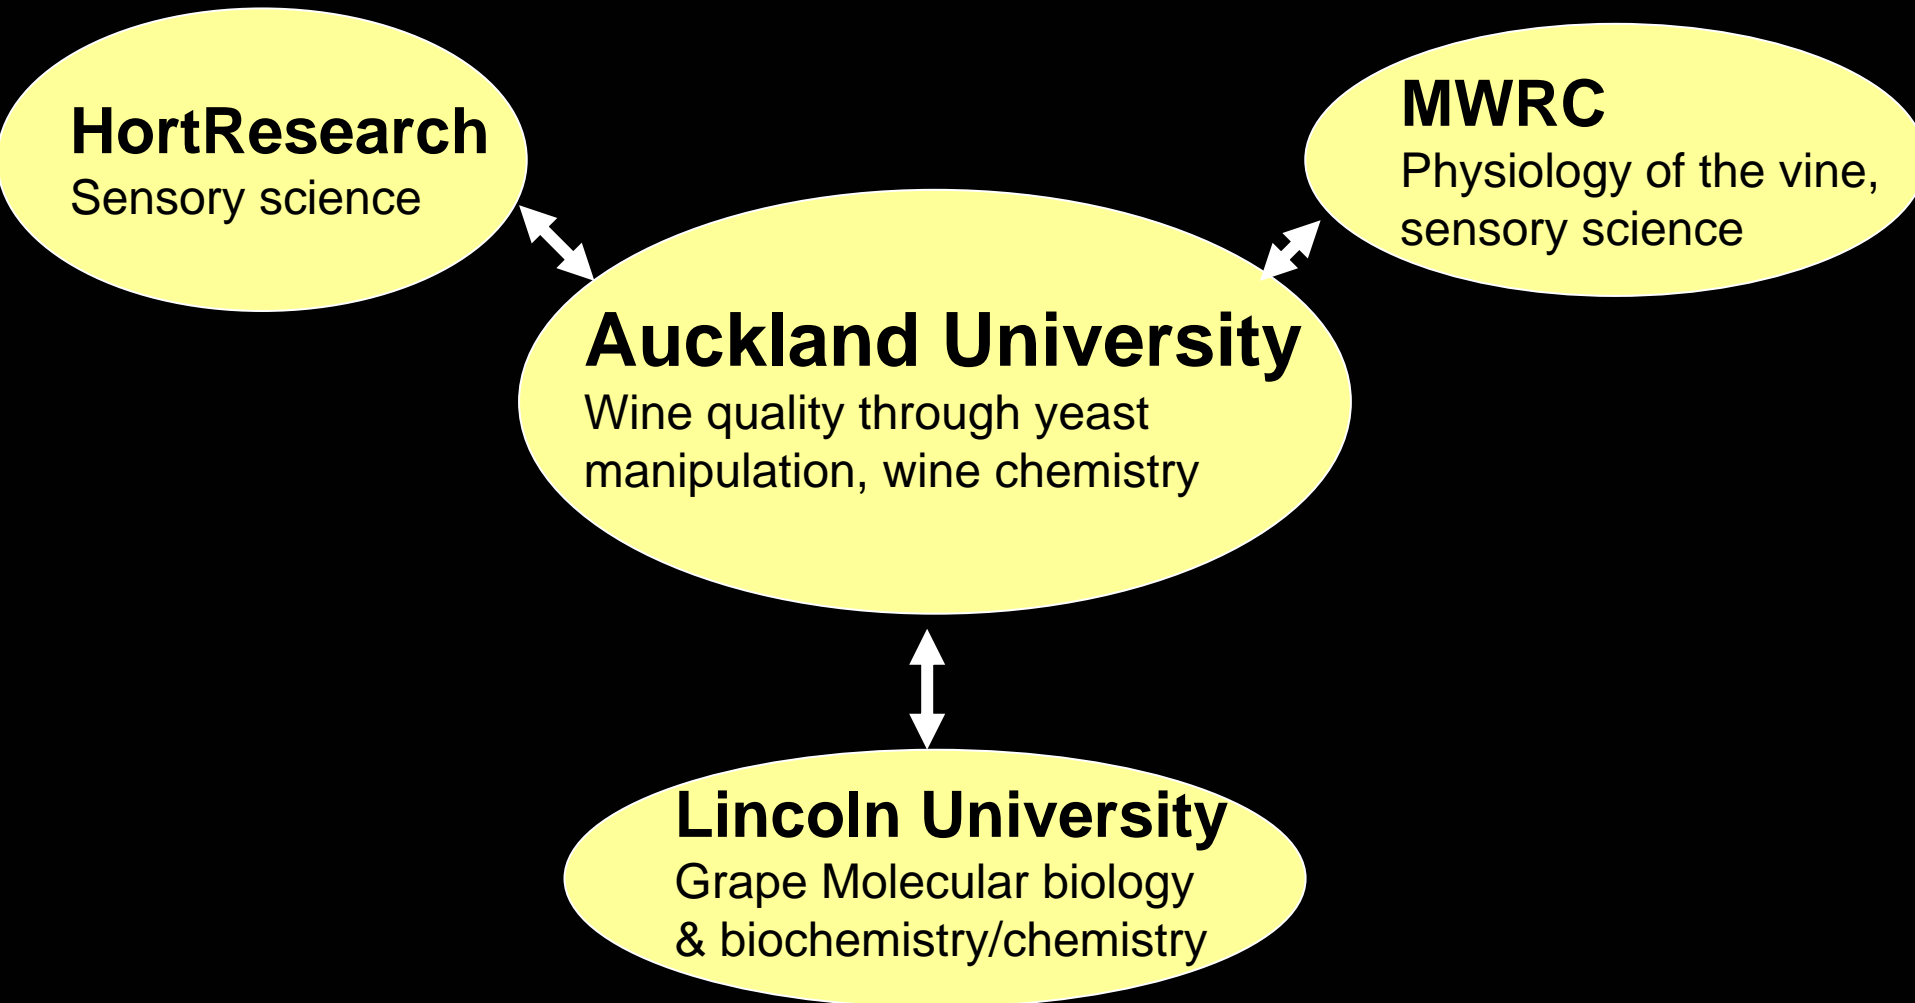 HortResearch
Sensory science
MWRC
Physiology of the vine,
sensory science
Auckland University
Wine quality through yeast
manipulation, wine chemistry
Lincoln University
Grape Molecular biology
& biochemistry/chemistry